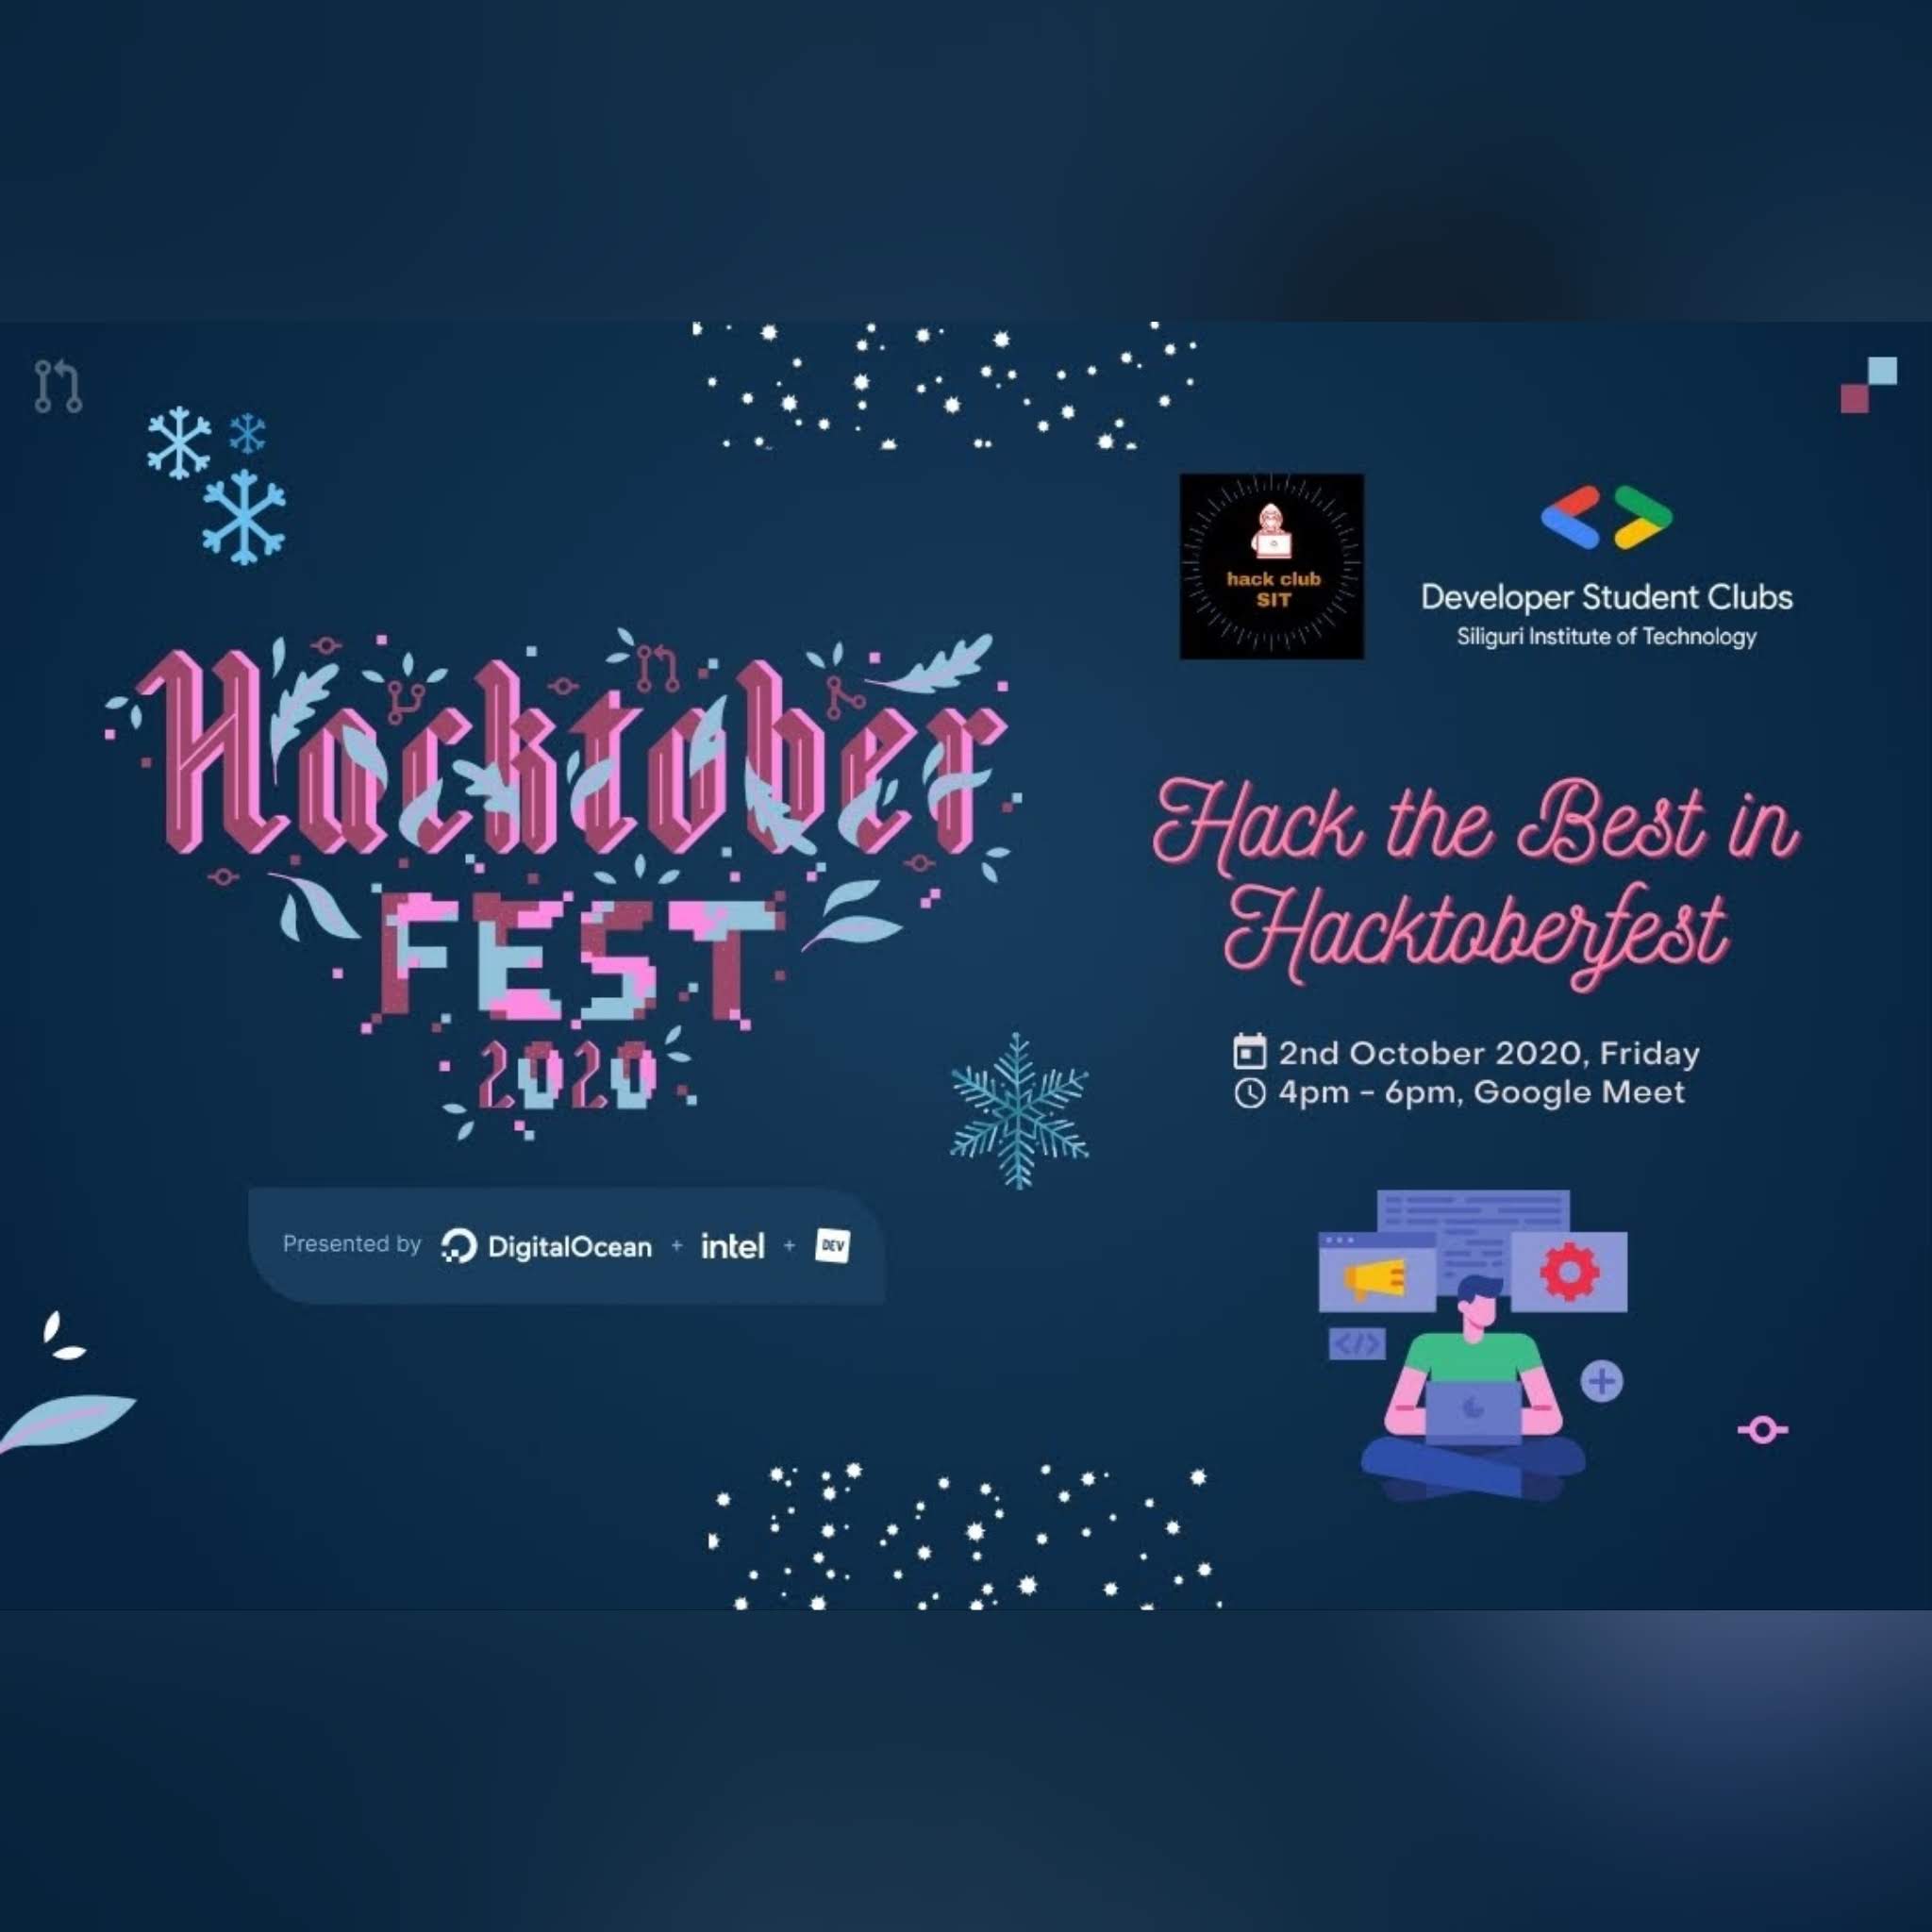 Hacktober
FEST
2020
Presented by DigitalOcean + intel + DEV
hack club
SIT
Developer Student Clubs
Siliguri Institute of Technology
Hack the Best in
Hacktoberfest
2nd October 2020, Friday
4pm - 6pm, Google Meet